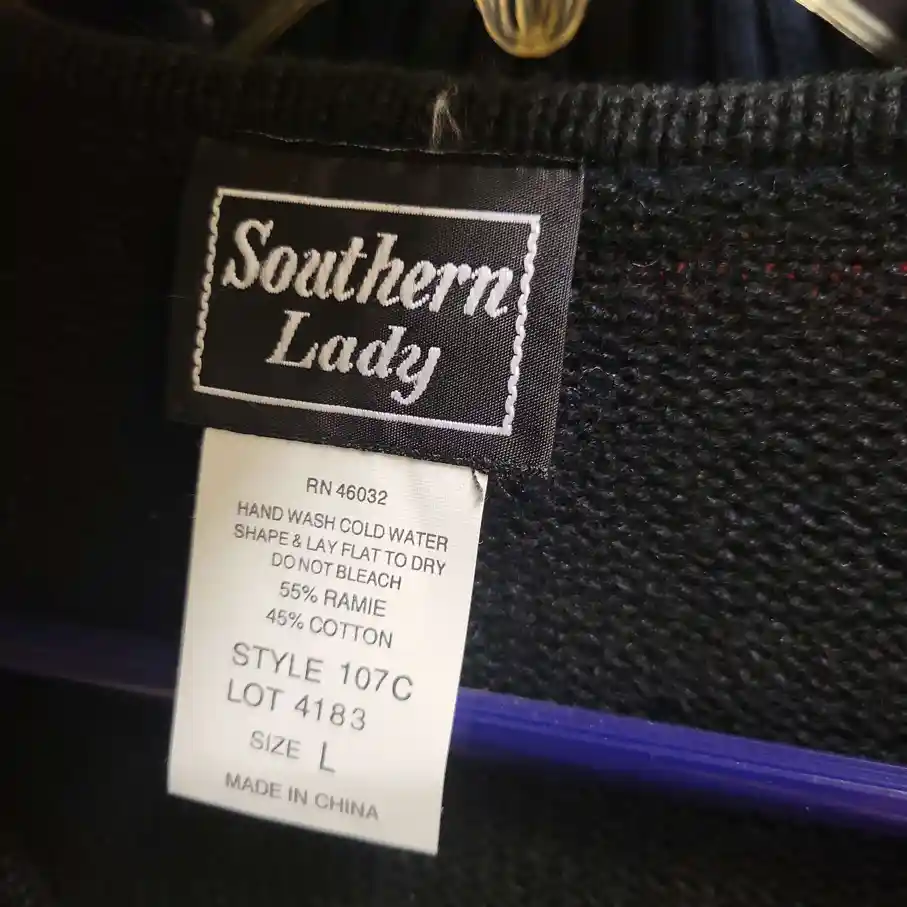 Southern
Lady
RN 46032
HAND WASH COLD WATER
SHAPE & LAY FLAT TO DRY
DO NOT BLEACH
55% RAMIE
45% COTTON
STYLE 107C
LOT 4183
SIZE L
MADE IN CHINA